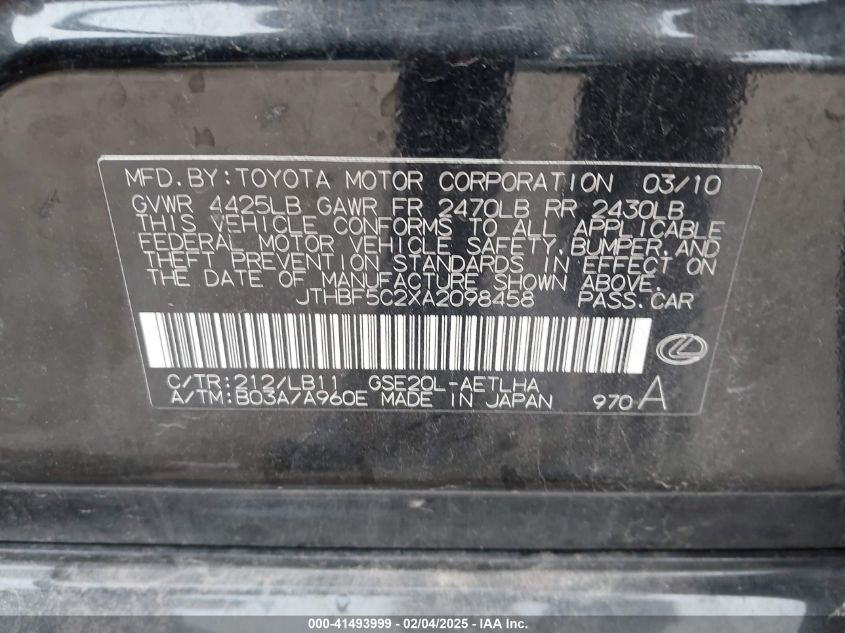 MFD.BY:TOYOTA MOTOR CORPORATION 03/10
GVWR 4425LB GAWR FR 2470LB RR 2430LB
THIS VEHICLE CONFORMS TO ALL APPLICABLE
FEDERAL MOTOR VEHICLE SAFETY,BUMPER,AND
THEFT PREVENTION STANDARDS IN EFFECT ON
THE DATE OF MANUFACTURE SHOWN ABOVE.
JTHBF5C2XA2098458 PASS.CAR
C/TR:212/LB11 GSE20L-AETLHA
A/TM:B03A/A960E MADE IN JAPAN 970A
000-41493999 - 02/04/2025 - IAA Inc.